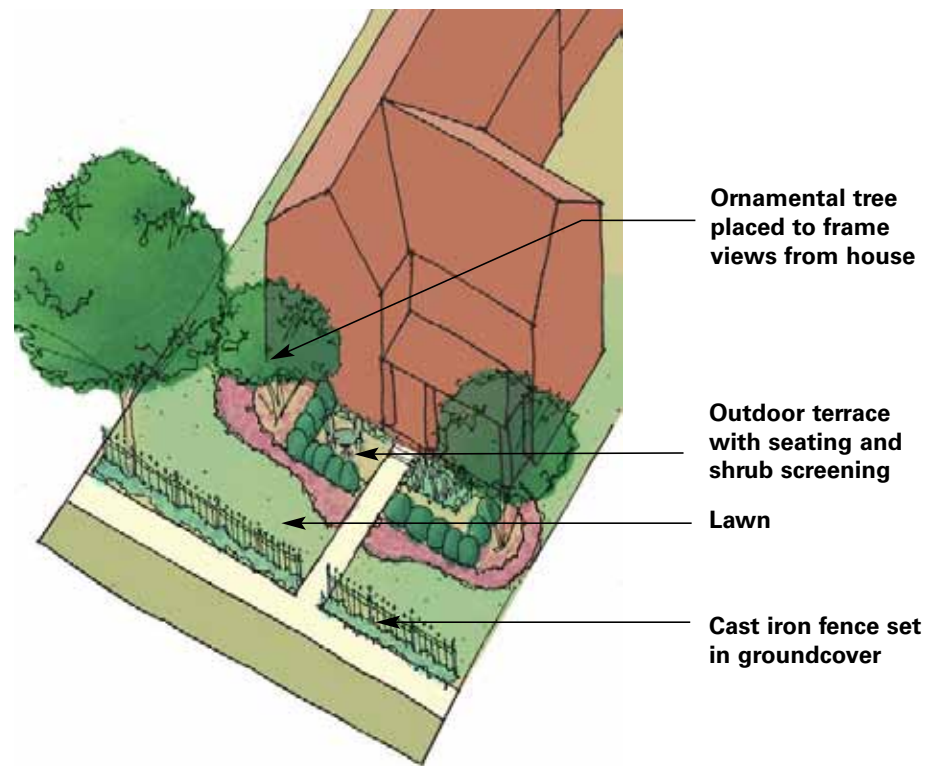 Ornamental tree
placed to frame
views from house
Outdoor terrace
with seating and
shrub screening
Lawn
Cast iron fence set
in groundcover